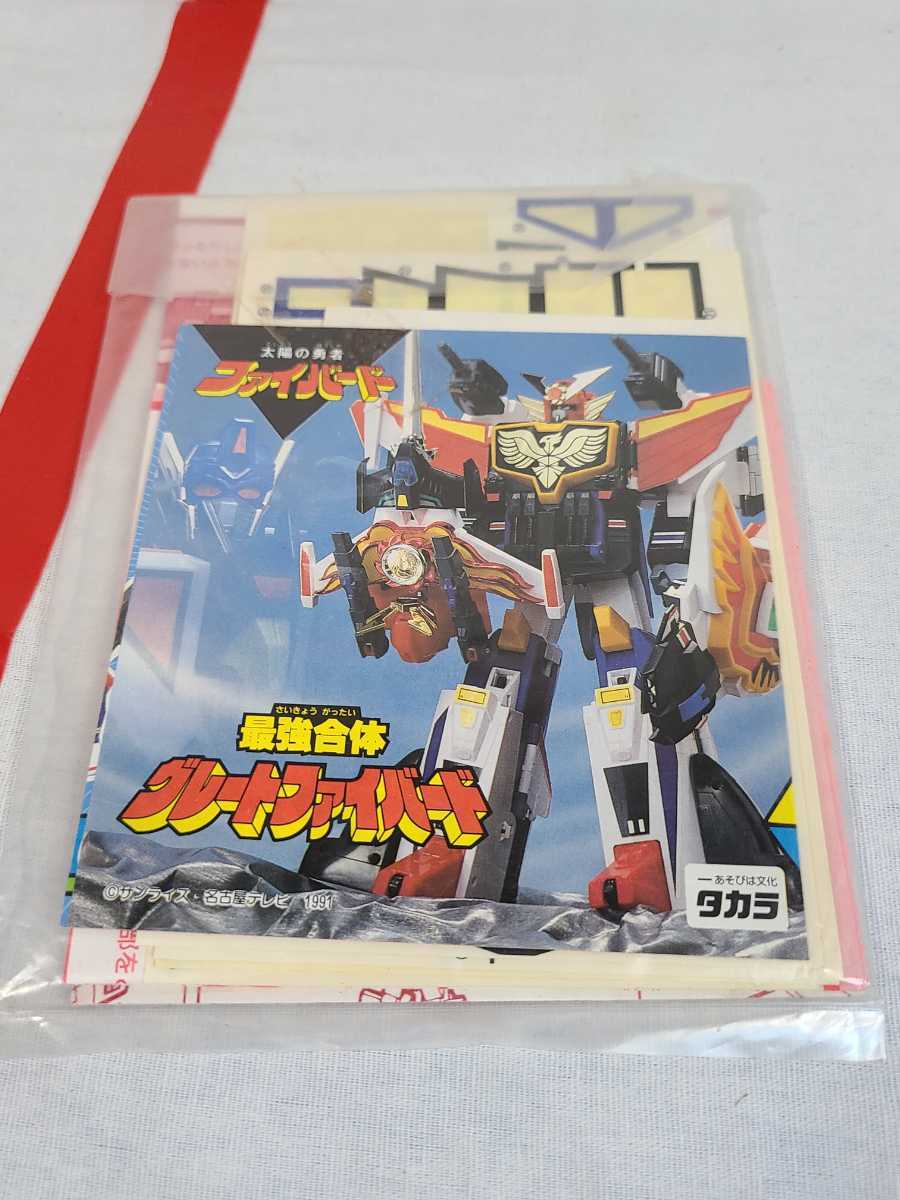 太陽の勇者
ファイバード
さいきょう がったい
最強合体
グレートファイバード
©サンライズ・名古屋テレビ 1991
―あそびは文化
タカラ
部を